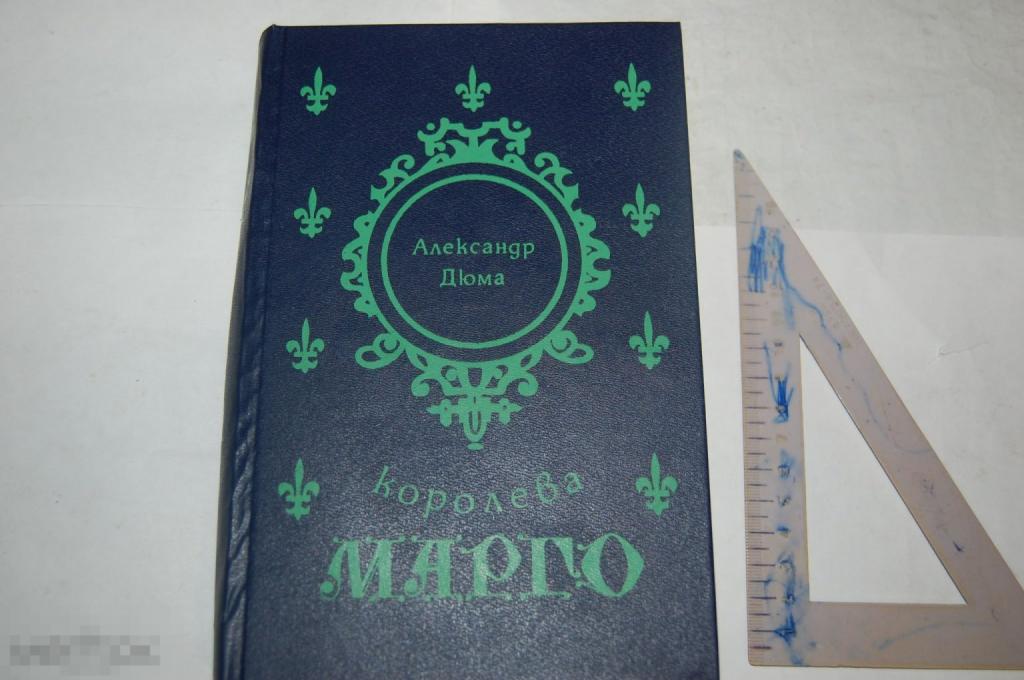 Александр
Дюма
королева
МАРГО